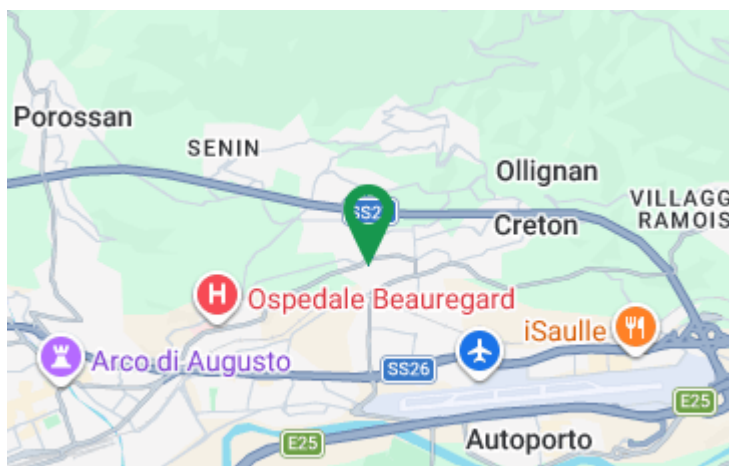 Porossan
SENIN
Ollignan
VILLAGG
RAMOIS
SS27
Creton
H
Ospedale Beauregard
iSaulle
Arco di Augusto
SS26
E25
E25
Autoporto